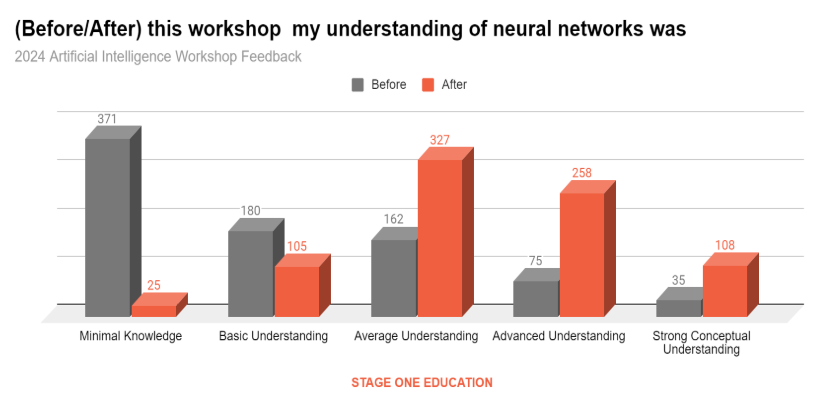 (Before/After) this workshop  my understanding of neural networks was
2024 Artificial Intelligence Workshop Feedback
Before After
371
25
180
105
162
327
75
258
35
108
Minimal Knowledge
Basic Understanding
Average Understanding
Advanced Understanding
Strong Conceptual
Understanding
STAGE ONE EDUCATION